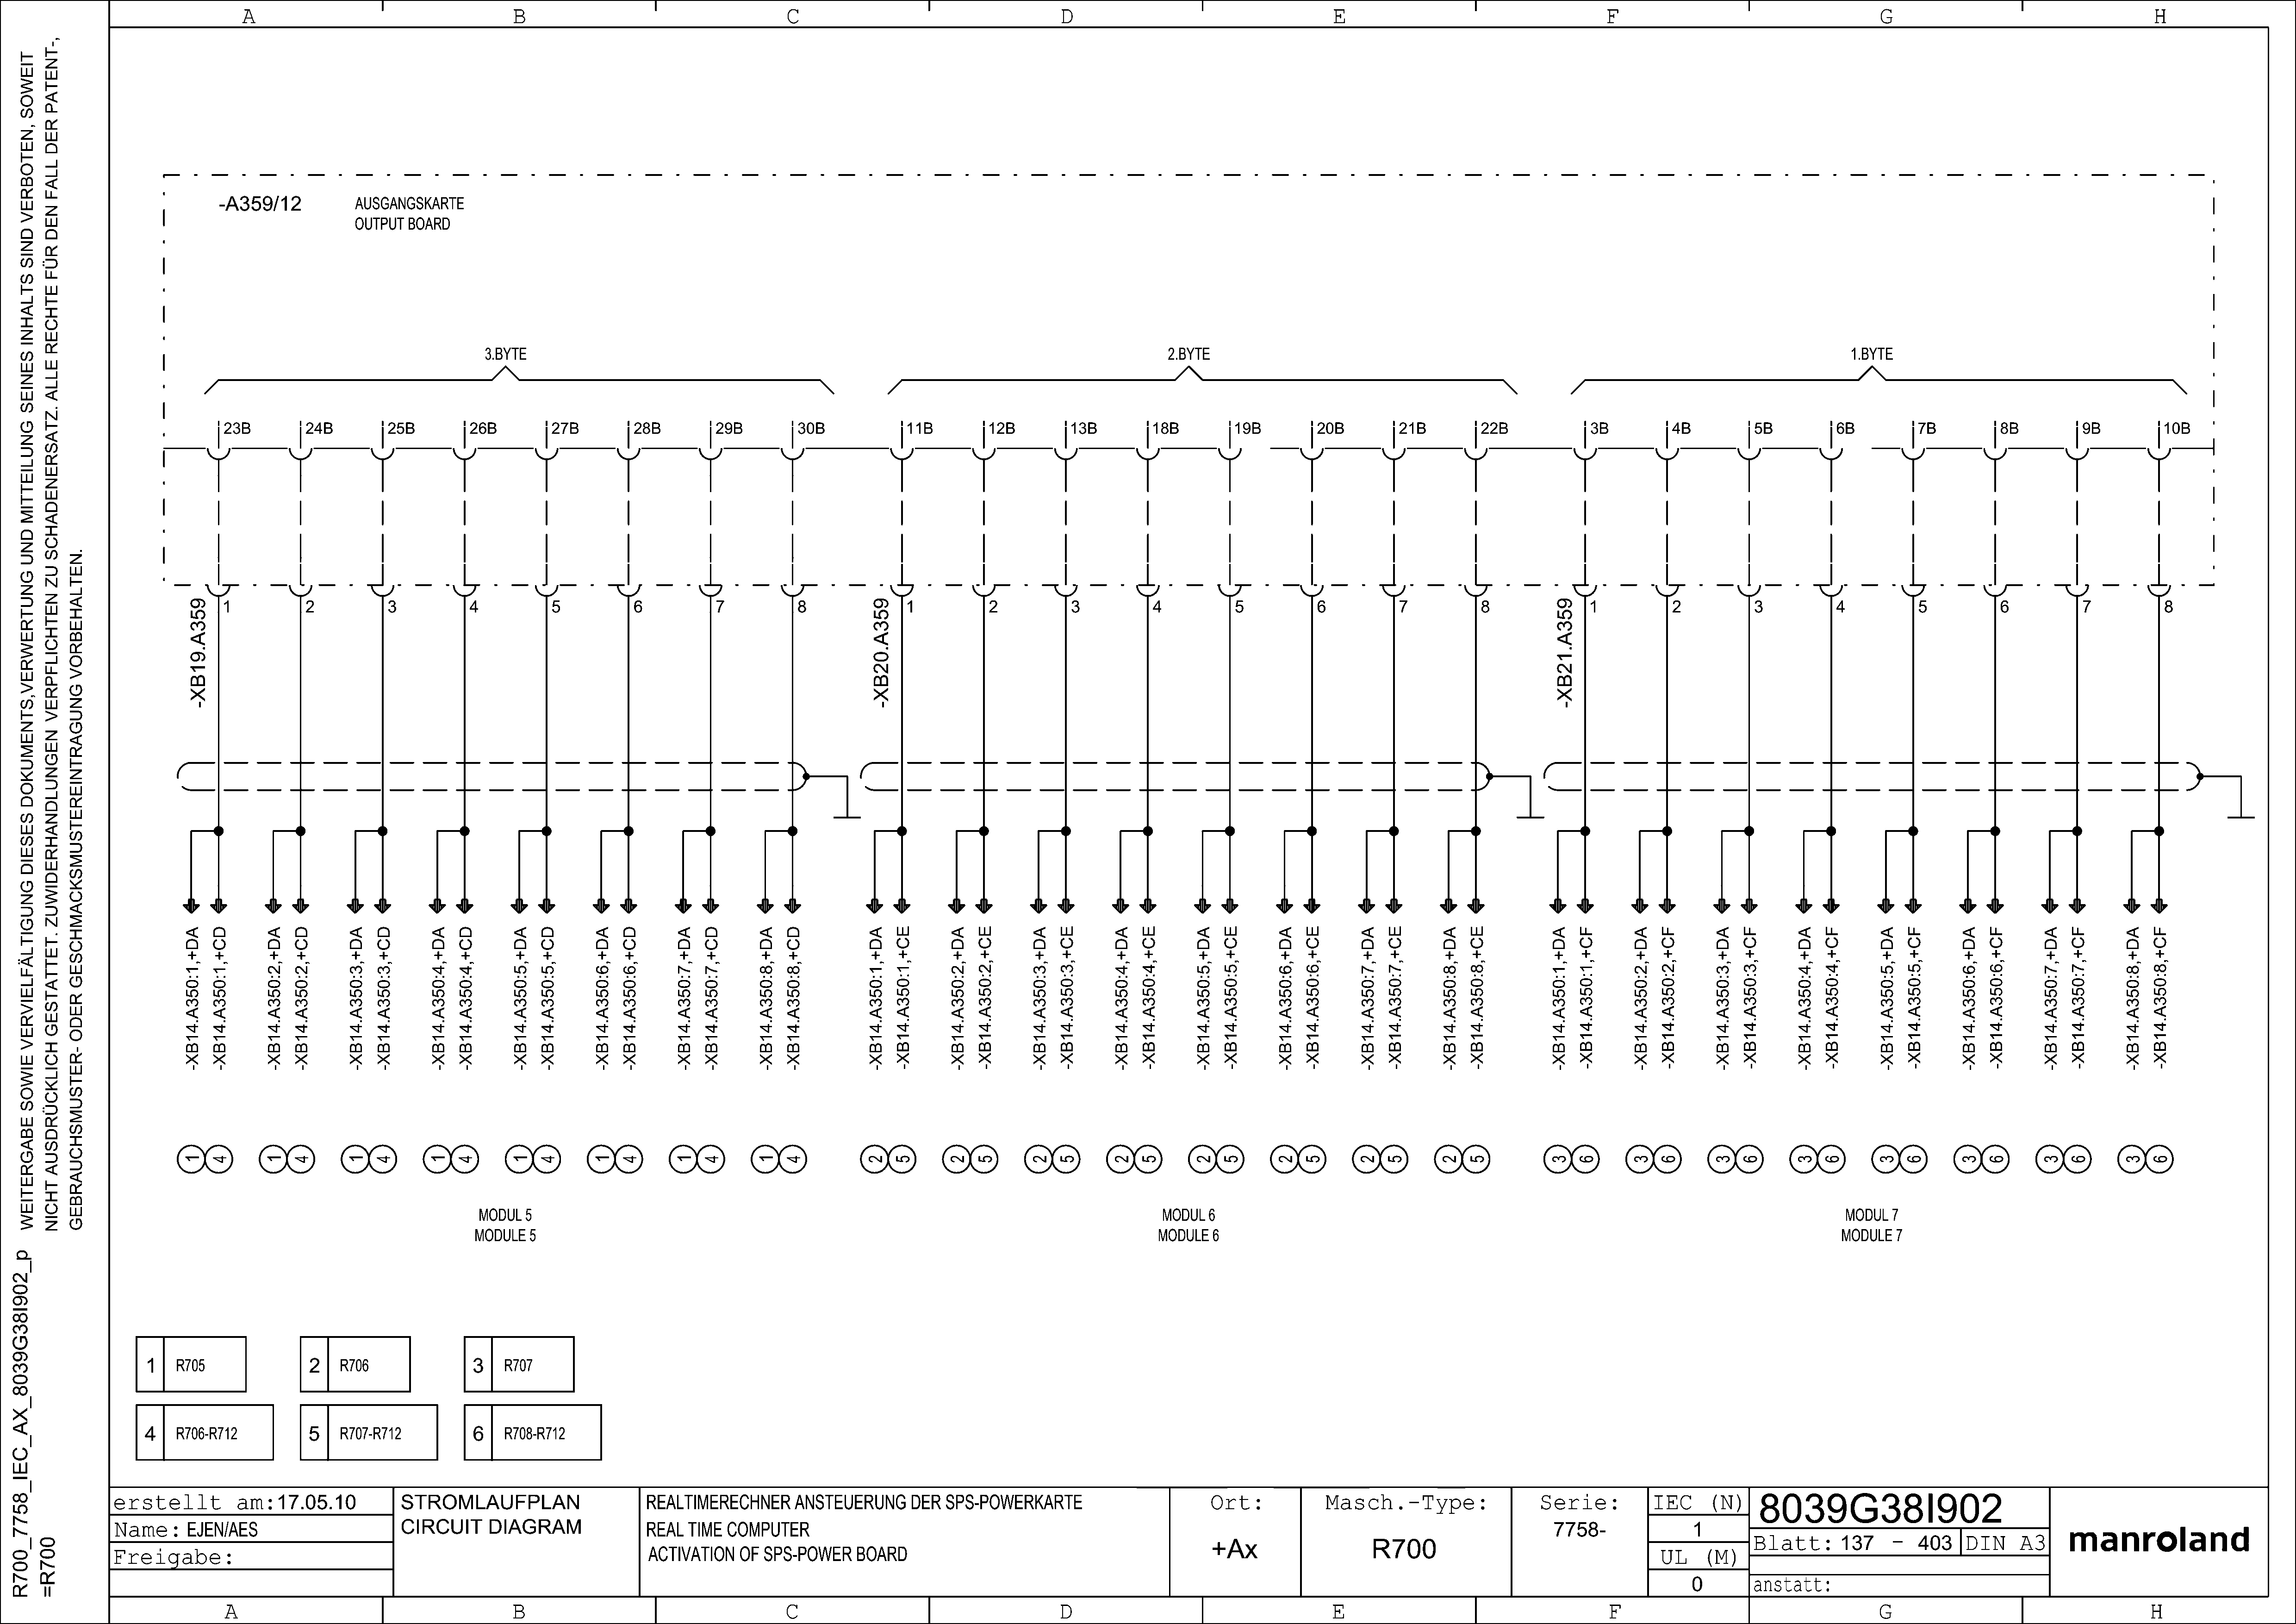 A B C D E F G H
WEITERGABE SOWIE VERVIELFÄLTIGUNG DIESES DOKUMENTS,VERWERTUNG UND MITTEILUNG SEINES INHALTS SIND VERBOTEN, SOWEIT
NICHT AUSDRÜCKLICH GESTATTET. ZUWIDERHANDLUNGEN VERPFLICHTEN ZU SCHADENERSATZ. ALLE RECHTE FÜR DEN FALL DER PATENT-,
GEBRAUCHSMUSTER- ODER GESCHMACKSMUSTEREINTRAGUNG VORBEHALTEN.
R700_7758_IEC_AX_8039G38I902_p
=R700
-A359/12 AUSGANGSKARTE
OUTPUT BOARD
3.BYTE 2.BYTE 1.BYTE
23B 24B 25B 26B 27B 28B 29B 30B 11B 12B 13B 18B 19B 20B 21B 22B 3B 4B 5B 6B 7B 8B 9B 10B
1 2 3 4 5 6 7 8 1 2 3 4 5 6 7 8 1 2 3 4 5 6 7 8
-XB19.A359
-XB20.A359
-XB21.A359
-XB14.A350:1,+DA
-XB14.A350:1,+CD
-XB14.A350:2,+DA
-XB14.A350:2,+CD
-XB14.A350:3,+DA
-XB14.A350:3,+CD
-XB14.A350:4,+DA
-XB14.A350:4,+CD
-XB14.A350:5,+DA
-XB14.A350:5,+CD
-XB14.A350:6,+DA
-XB14.A350:6,+CD
-XB14.A350:7,+DA
-XB14.A350:7,+CD
-XB14.A350:8,+DA
-XB14.A350:8,+CD
-XB14.A350:1,+DA
-XB14.A350:1,+CE
-XB14.A350:2,+DA
-XB14.A350:2,+CE
-XB14.A350:3,+DA
-XB14.A350:3,+CE
-XB14.A350:4,+DA
-XB14.A350:4,+CE
-XB14.A350:5,+DA
-XB14.A350:5,+CE
-XB14.A350:6,+DA
-XB14.A350:6,+CE
-XB14.A350:7,+DA
-XB14.A350:7,+CE
-XB14.A350:8,+DA
-XB14.A350:8,+CE
-XB14.A350:1,+DA
-XB14.A350:1,+CF
-XB14.A350:2,+DA
-XB14.A350:2,+CF
-XB14.A350:3,+DA
-XB14.A350:3,+CF
-XB14.A350:4,+DA
-XB14.A350:4,+CF
-XB14.A350:5,+DA
-XB14.A350:5,+CF
-XB14.A350:6,+DA
-XB14.A350:6,+CF
-XB14.A350:7,+DA
-XB14.A350:7,+CF
-XB14.A350:8,+DA
-XB14.A350:8,+CF
1 4 1 4 1 4 1 4 1 4 1 4 1 4 1 4 2 5 2 5 2 5 2 5 2 5 2 5 2 5 2 5 3 6 3 6 3 6 3 6 3 6 3 6 3 6 3 6
MODUL 5 MODUL 6 MODUL 7
MODULE 5 MODULE 6 MODULE 7
1 R705 2 R706 3 R707
4 R706-R712 5 R707-R712 6 R708-R712
erstellt am:17.05.10
Name: EJEN/AES
Freigabe:
STROMLAUFPLAN
CIRCUIT DIAGRAM
REALTIMERECHNER ANSTEUERUNG DER SPS-POWERKARTE
REAL TIME COMPUTER
ACTIVATION OF SPS-POWER BOARD
Ort:
+Ax
Masch.-Type:
R700
Serie:
7758-
IEC (N)
1
UL (M)
0
8039G38I902
Blatt: 137 - 403 DIN A3
anstatt:
manroland
A B C D E F G H